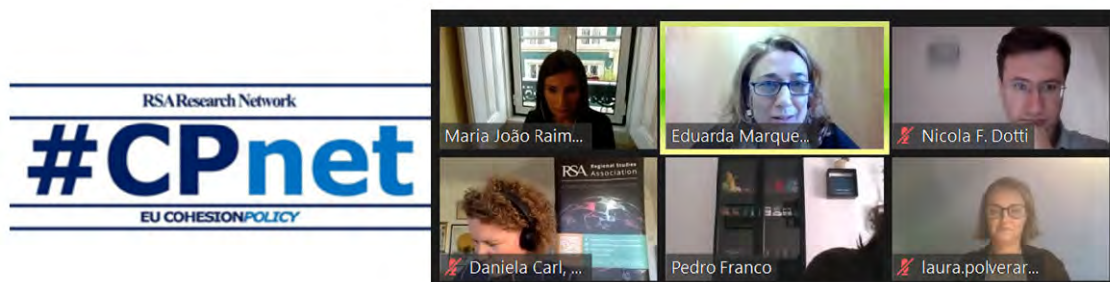 RSA Research Network
#CPnet
EU COHESIONPOLICY
Maria João Raim...
Eduarda Marque...
Nicola F. Dotti
RSA Regional Studies
Association
Daniela Carl, ...
Pedro Franco
laura.polverar...